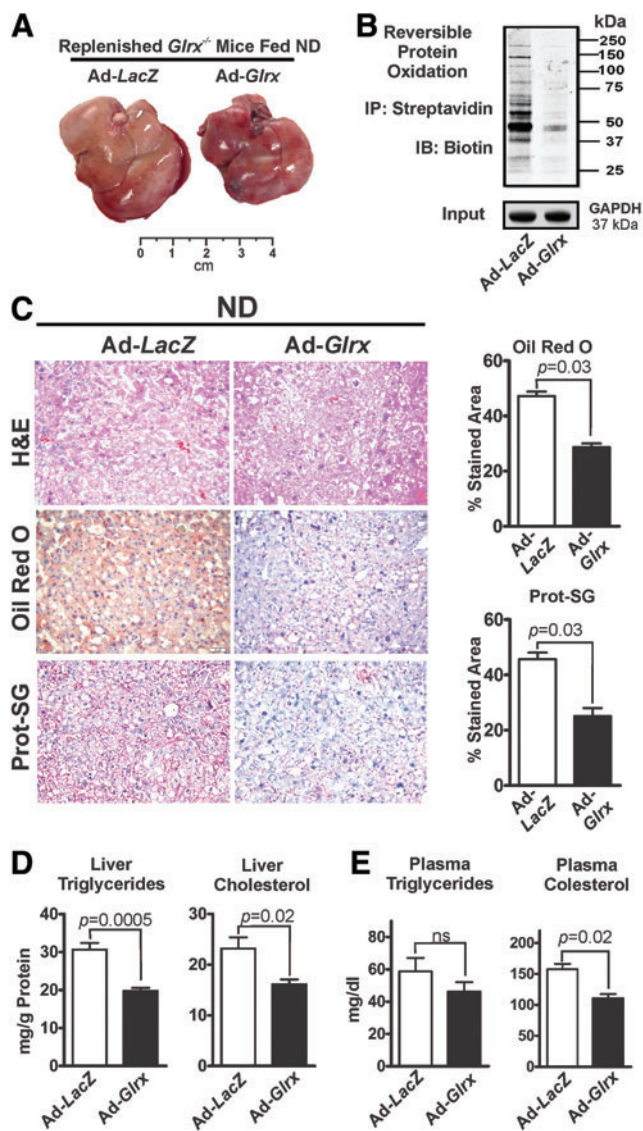 A
Replenished Glrx-/- Mice Fed ND
Ad-LacZ Ad-Glrx
0 1 2 3 4
cm
B
Reversible
Protein
Oxidation
IP: Streptavidin
IB: Biotin
kDa
250
150
100
75
50
37
25
Input
GAPDH
37 kDa
Ad-LacZ
Ad-Glrx
C
ND
Ad-LacZ Ad-Glrx
H&E
Oil Red O
Prot-SG
Oil Red O
p=0.03
% Stained Area
60
40
20
0
Ad-
LacZ
Ad-
Glrx
Prot-SG
p=0.03
% Stained Area
60
40
20
0
Ad-
LacZ
Ad-
Glrx
D
Liver
Triglycerides
p=0.0005
mg/g Protein
40
30
20
10
0
Ad-LacZ
Ad-Glrx
Liver
Cholesterol
p=0.02
30
20
10
0
Ad-LacZ
Ad-Glrx
E
Plasma
Triglycerides
ns
mg/dl
80
60
40
20
0
Ad-LacZ
Ad-Glrx
Plasma
Colesterol
p=0.02
200
150
100
50
0
Ad-LacZ
Ad-Glrx